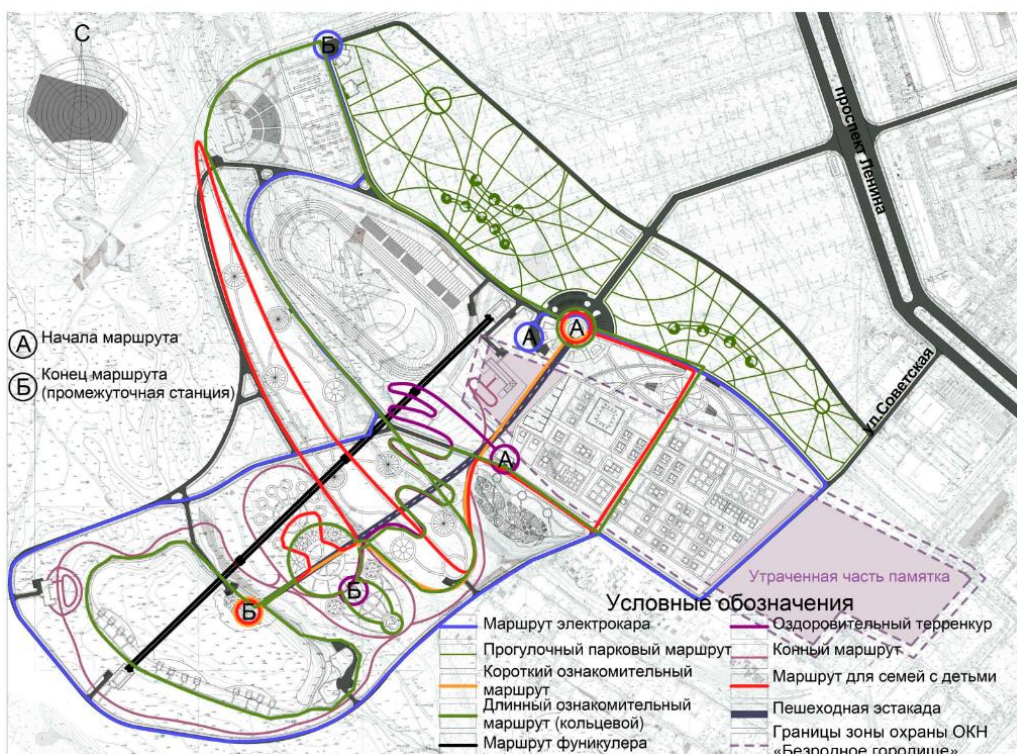 С
Б
проспект Ленина
А
А
А Начала маршрута
Б Конец маршрута
(промежуточная станция)
ул.Советская
А
Б
Б
Утраченная часть памятка
Условные обозначения
Маршрут электрокара
Прогулочный парковый маршрут
Короткий ознакомительный
маршрут
Длинный ознакомительный
маршрут (кольцевой)
Маршрут фуникулера
Оздоровительный терренкур
Конный маршрут
Маршрут для семей с детьми
Пешеходная эстакада
Границы зоны охраны ОКН
«Безродное городище»